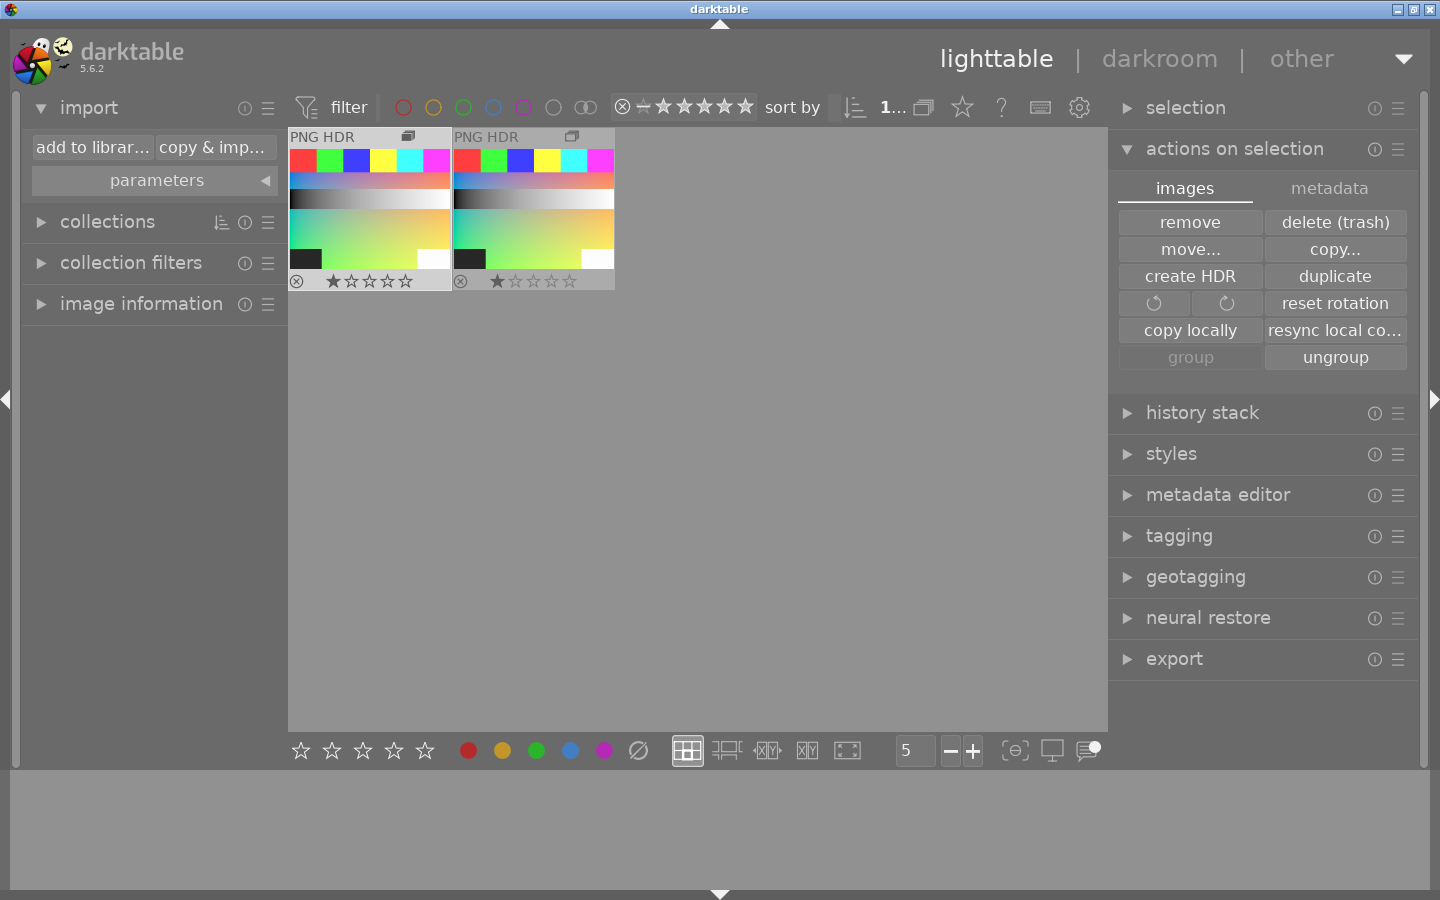 darktable
darktable
5.6.2
lighttable | darkroom | other
import
filter
sort by
1...
selection
add to librar...
copy & imp...
parameters
collections
collection filters
image information
PNG HDR
PNG HDR
actions on selection
images
metadata
remove
delete (trash)
move...
copy...
create HDR
duplicate
reset rotation
copy locally
resync local co...
group
ungroup
history stack
styles
metadata editor
tagging
geotagging
neural restore
export
5